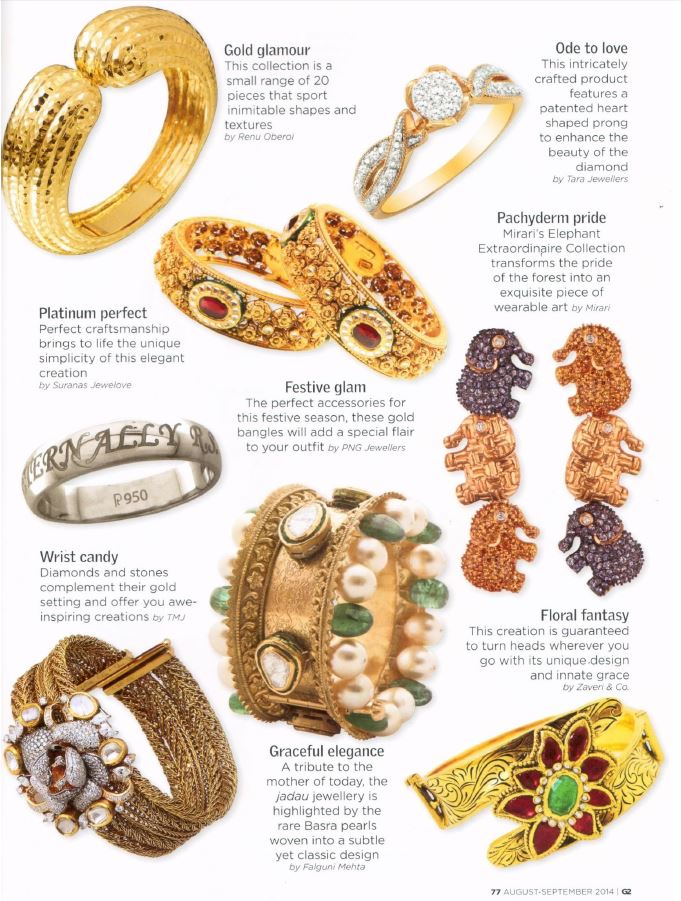 Gold glamour
This collection is a
small range of 20
pieces that sport
inimitable shapes and
textures
by Renu Oberoi
Ode to love
This intricately
crafted product
features a
patented heart
shaped prong
to enhance the
beauty of the
diamond
by Tara Jewellers
Pachyderm pride
Mirari's Elephant
Extraordinaire Collection
transforms the pride
of the forest into an
exquisite piece of
wearable art by Mirari
Platinum perfect
Perfect craftsmanship
brings to life the unique
simplicity of this elegant
creation
by Suranas Jewelove
Festive glam
The perfect accessories for
this festive season, these gold
bangles will add a special flair
to your outfit by PNG Jewellers
ERNALLY
950
Wrist candy
Diamonds and stones
complement their gold
setting and offer you awe-
inspiring creations by TMJ
Floral fantasy
This creation is guaranteed
to turn heads wherever you
go with its unique design
and innate grace
by Zaveri & Co.
Graceful elegance
A tribute to the
mother of today, the
jadau jewellery is
highlighted by the
rare Basra pearls
woven into a subtle
yet classic design
by Falguni Mehta
77 AUGUST-SEPTEMBER 2014 | G2